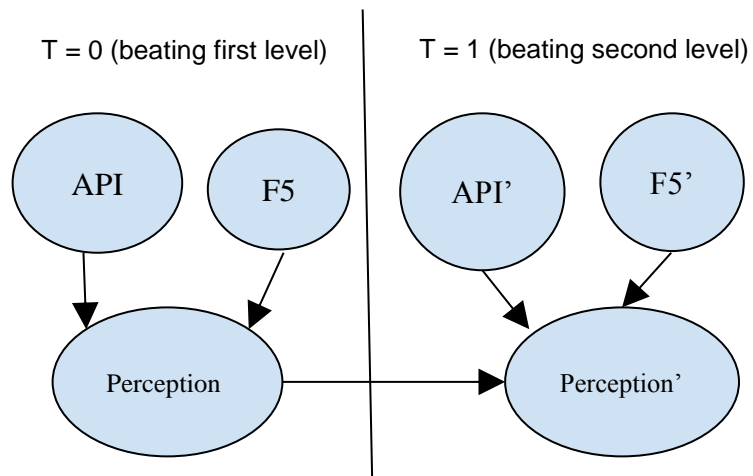 T = 0 (beating first level)
T = 1 (beating second level)
API
F5
API’
F5’
Perception
Perception’